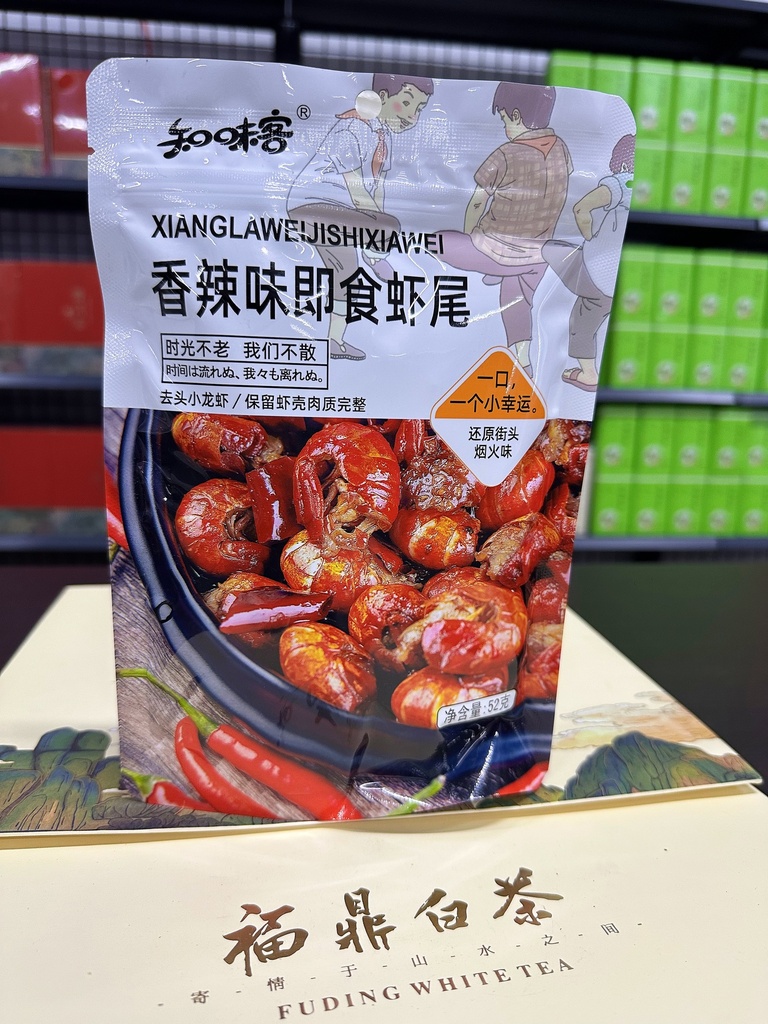 知味客®
XIANGLAWEIJISHIXIAWEI
香辣味即食虾尾
时光不老 我们不散
时间は流れぬ、我々も离れぬ。
去头小龙虾 / 保留虾壳肉质完整
一口，
一个小幸运。
还原街头
烟火味
净含量:52克
福鼎白茶
-寄-情-于-山-水-之-间-
FUDING WHITE TEA